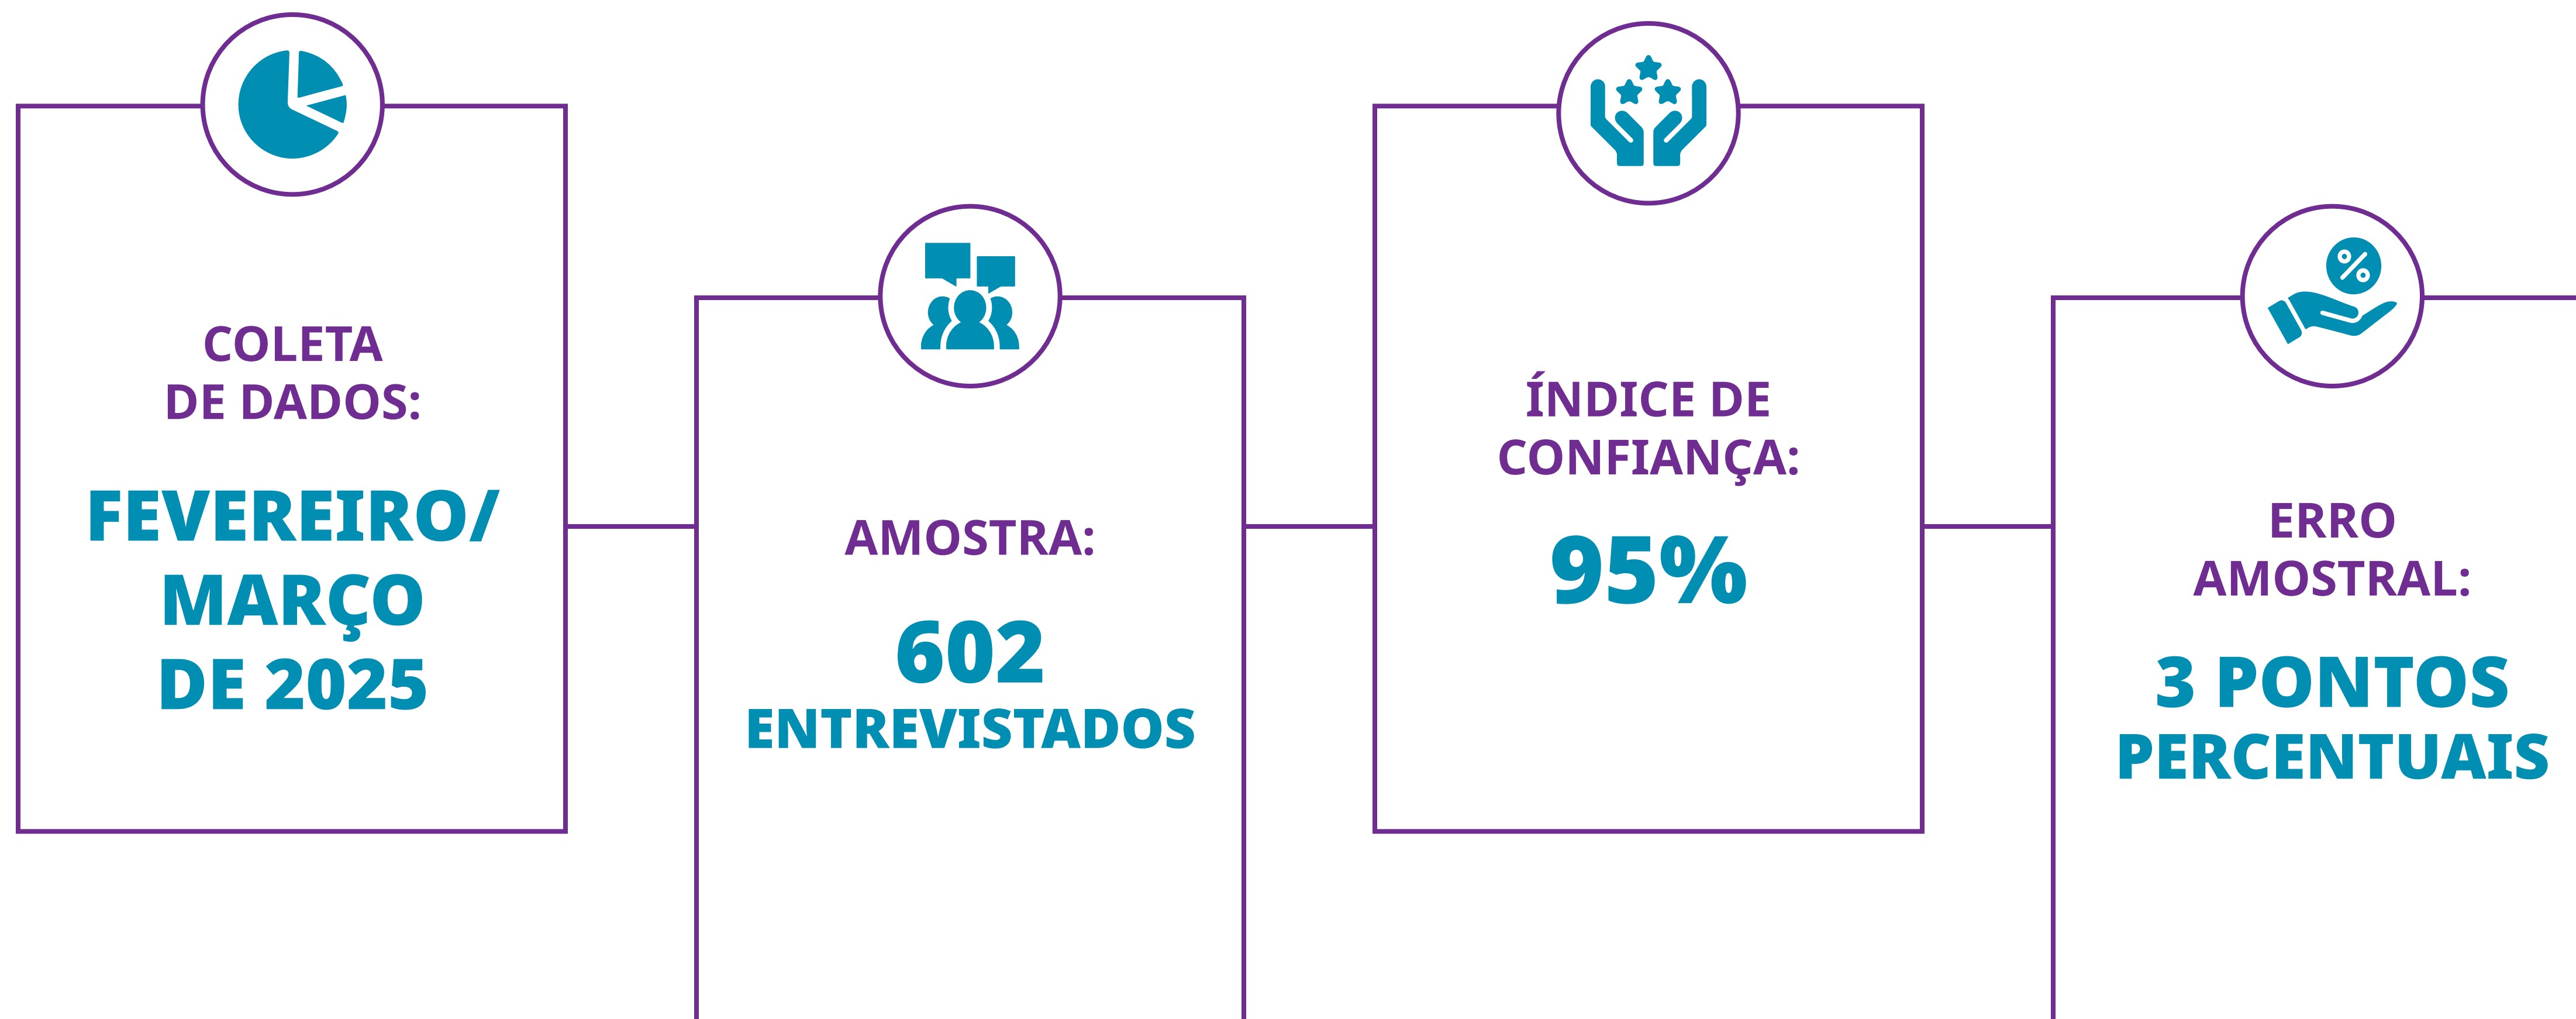 COLETA
DE DADOS:
FEVEREIRO/
MARÇO
DE 2025
AMOSTRA:
602
ENTREVISTADOS
ÍNDICE DE
CONFIANÇA:
95%
ERRO
AMOSTRAL:
3 PONTOS
PERCENTUAIS